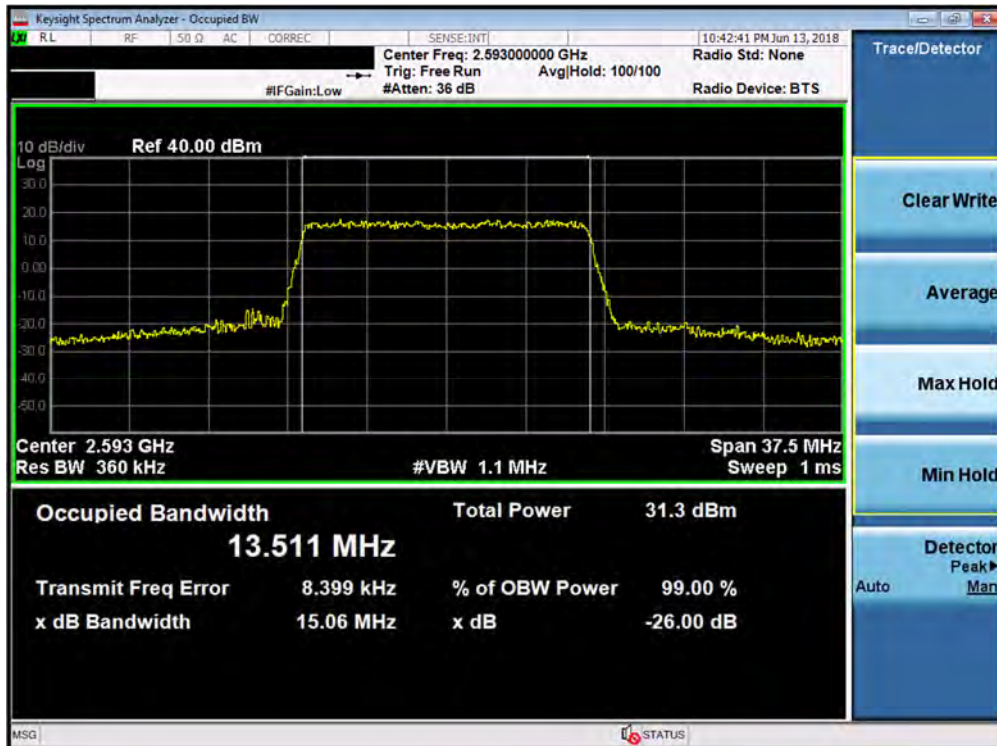 Keysight Spectrum Analyzer - Occupied BW
RL RF 50 Ω AC CORREC SENSE:INT 10:42:41 PM Jun 13, 2018
Center Freq: 2.593000000 GHz Radio Std: None
Trig: Free Run Avg|Hold: 100/100
#IFGain:Low #Atten: 36 dB Radio Device: BTS
10 dB/div Ref 40.00 dBm
Log
30.0
20.0
10.0
0.00
-10.0
-20.0
-30.0
-40.0
-50.0
Center 2.593 GHz Span 37.5 MHz
Res BW 360 kHz #VBW 1.1 MHz Sweep 1 ms
Occupied Bandwidth Total Power 31.3 dBm
13.511 MHz
Transmit Freq Error 8.399 kHz % of OBW Power 99.00 %
x dB Bandwidth 15.06 MHz x dB -26.00 dB
MSG STATUS
Trace/Detector
Clear Write
Average
Max Hold
Min Hold
Detector
Peak▶
Auto Man